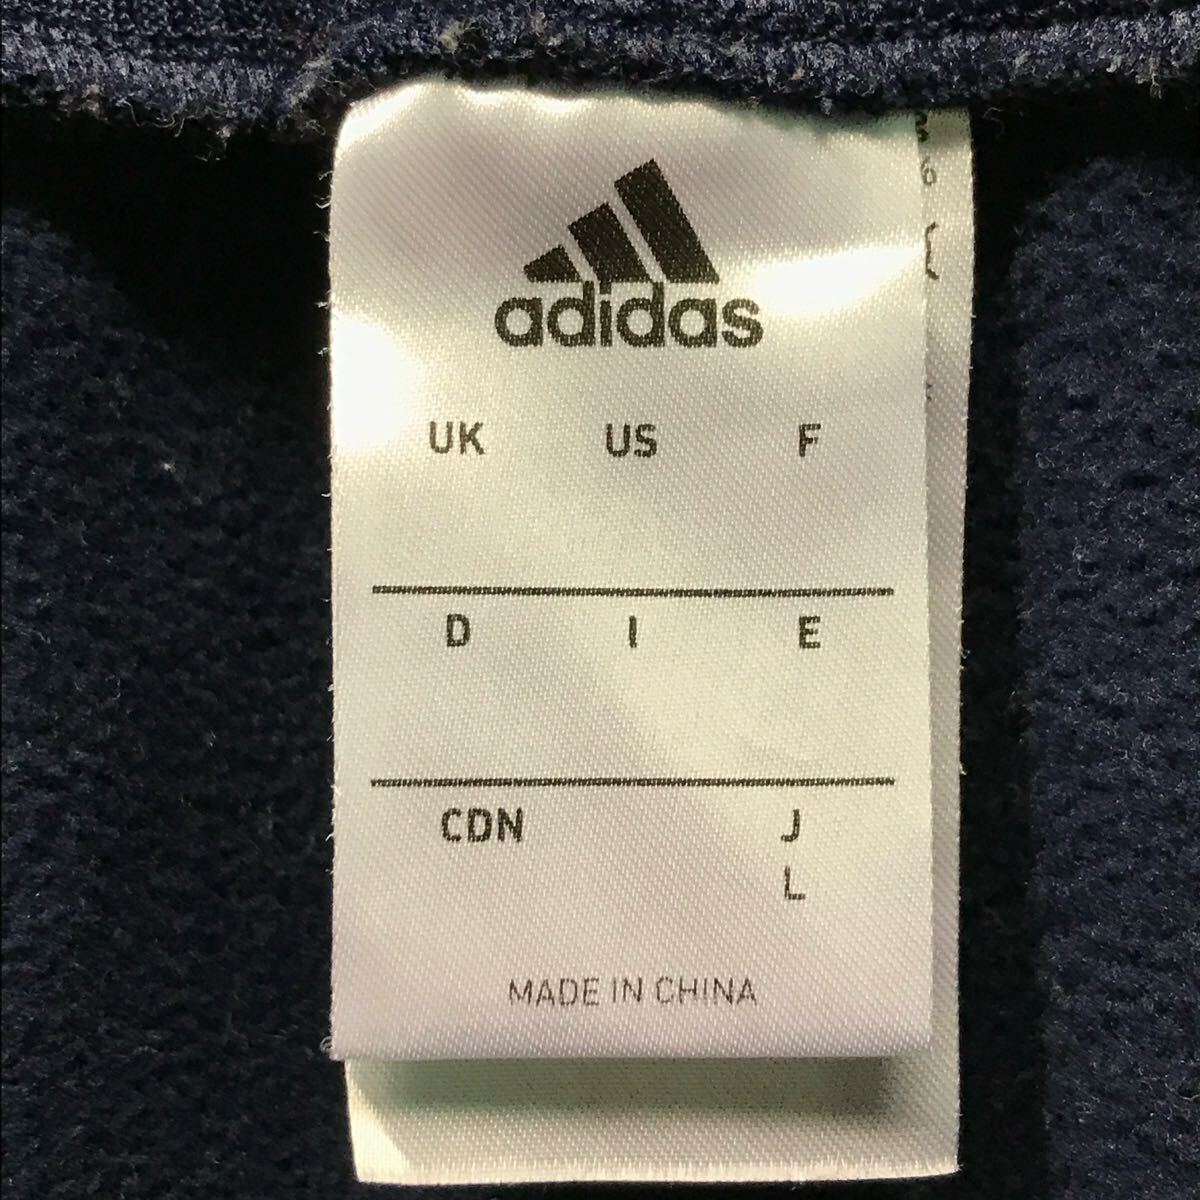 adidas
UK US F
D I E
CDN J
L
MADE IN CHINA